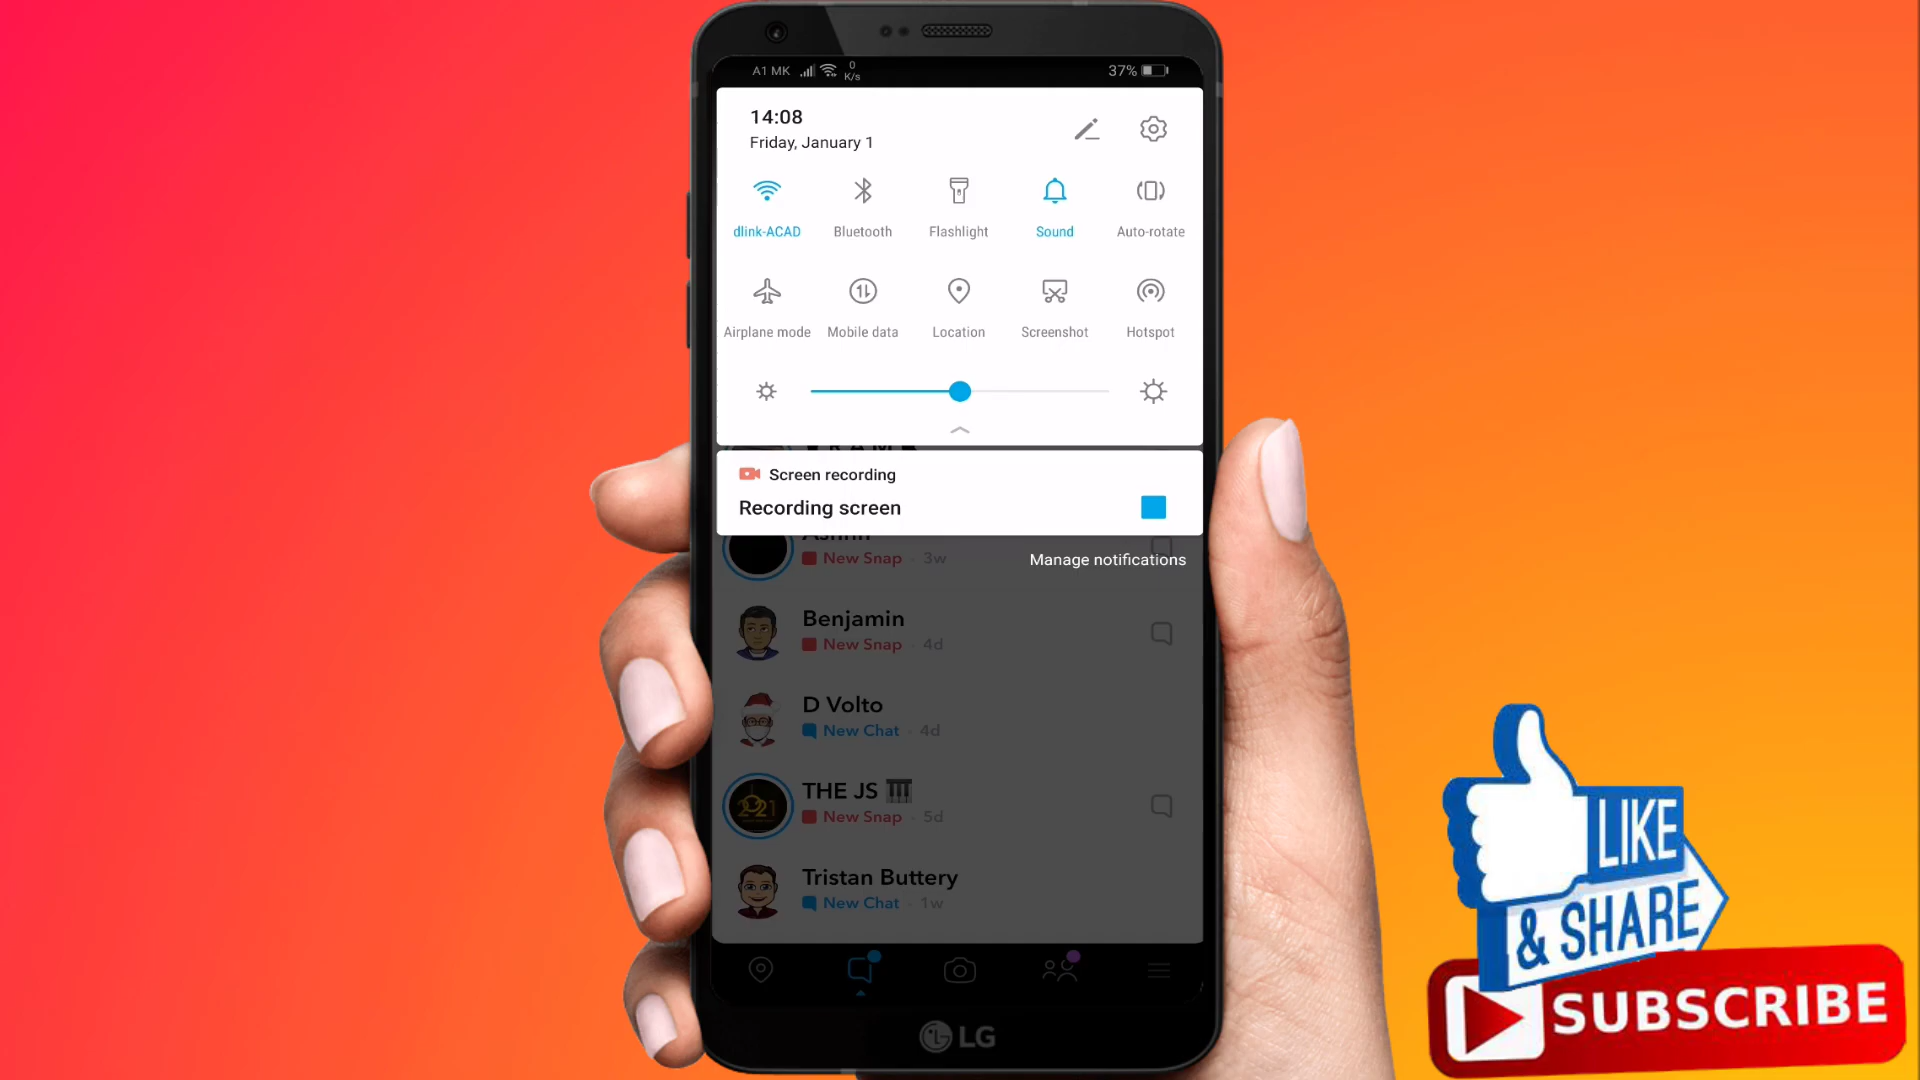 A1 MK
0
K/s
37%
14:08
Friday, January 1
dlink-ACAD
Bluetooth
Flashlight
Sound
Auto-rotate
Airplane mode
Mobile data
Location
Screenshot
Hotspot
Screen recording
Recording screen
Manage notifications
New Snap · 3w
Benjamin
New Snap · 4d
D Volto
New Chat · 4d
2021
THE JS 🎹
New Snap · 5d
Tristan Buttery
New Chat · 1w
LG
LIKE
& SHARE
SUBSCRIBE